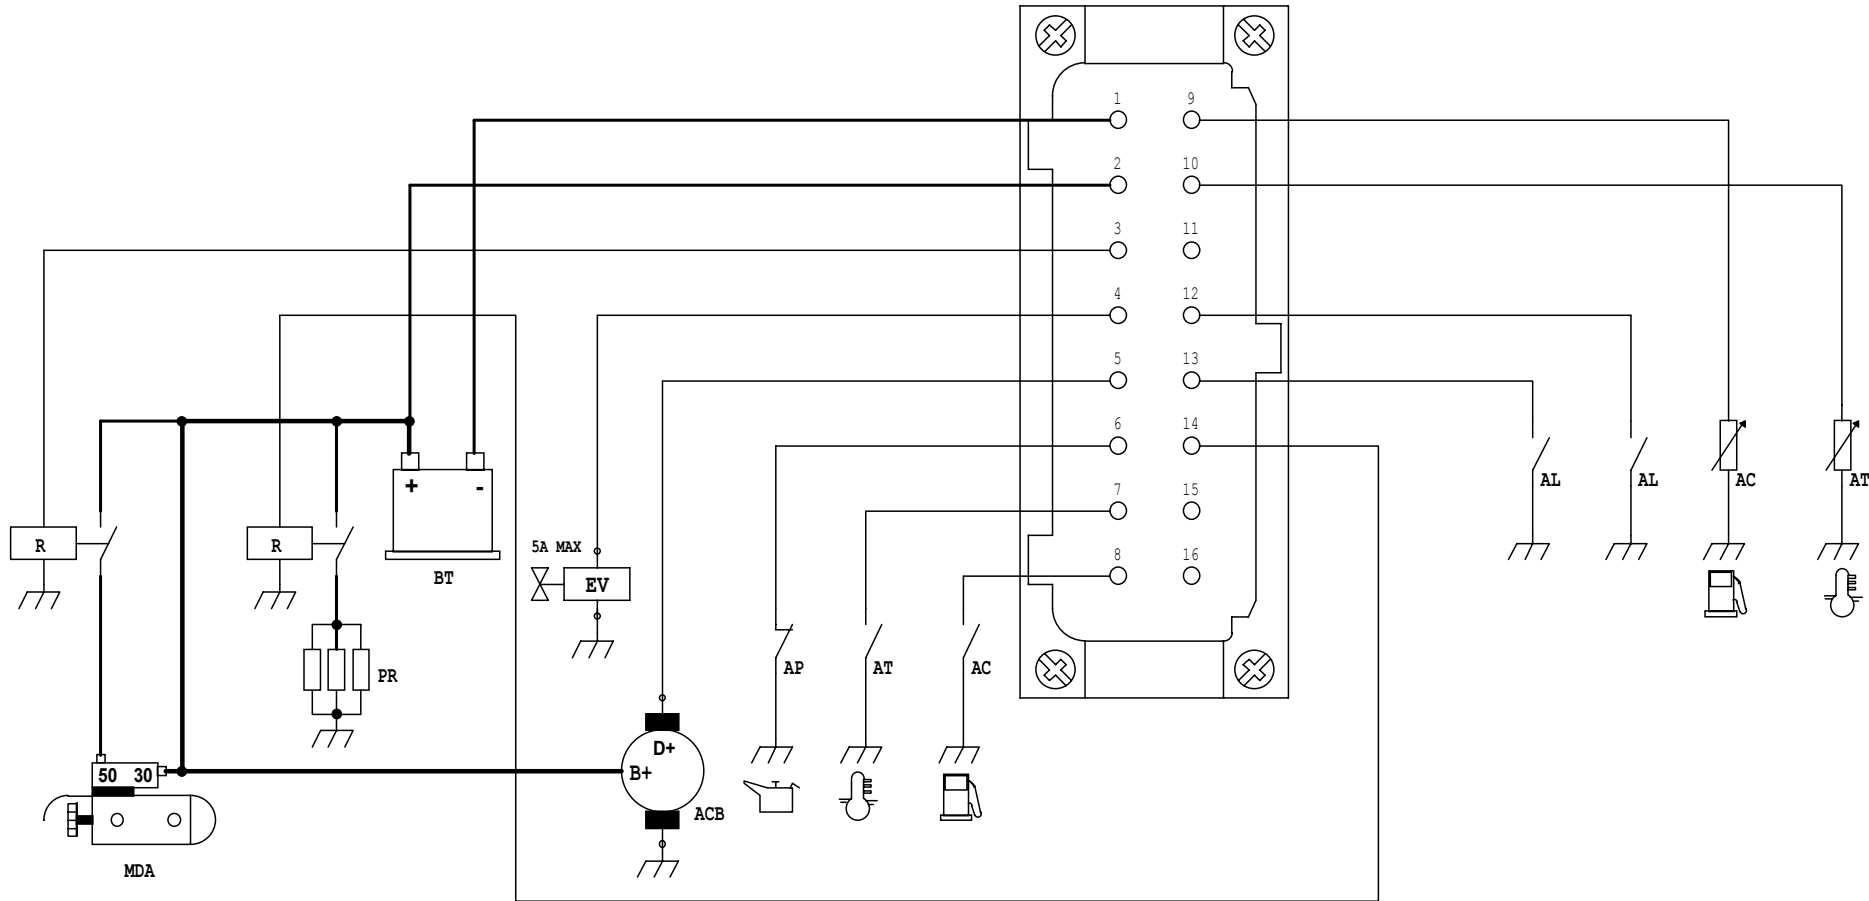 1 9
2 10
3 11
4 12
5 13
6 14
7 15
8 16
AL AL AC AT
+ -
R R BT
5A MAX
EV
AP AT AC
PR
D+
B+
50 30
ACB
MDA